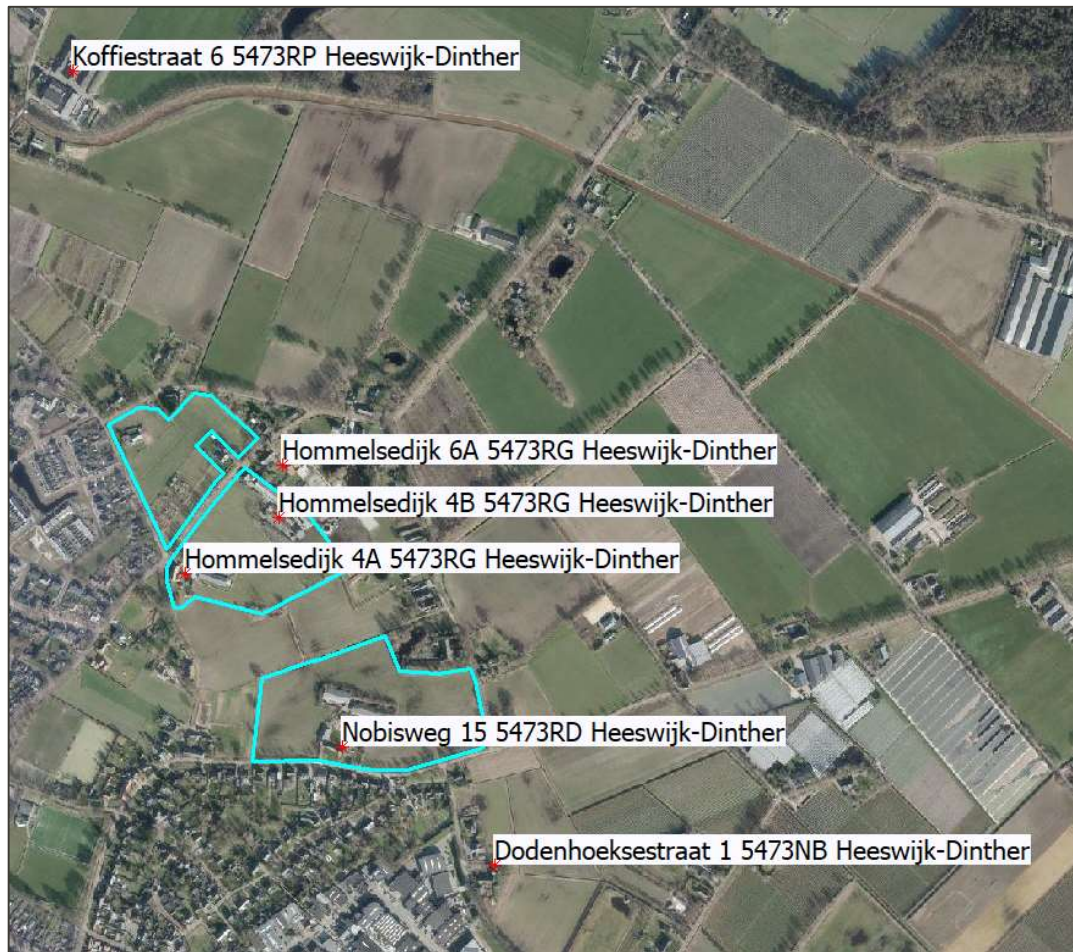 Koffiestraat 6 5473RP Heeswijk-Dinther
Hommelsedijk 6A 5473RG Heeswijk-Dinther
Hommelsedijk 4B 5473RG Heeswijk-Dinther
Hommelsedijk 4A 5473RG Heeswijk-Dinther
Nobisweg 15 5473RD Heeswijk-Dinther
Dodenhoeksestraat 1 5473NB Heeswijk-Dinther